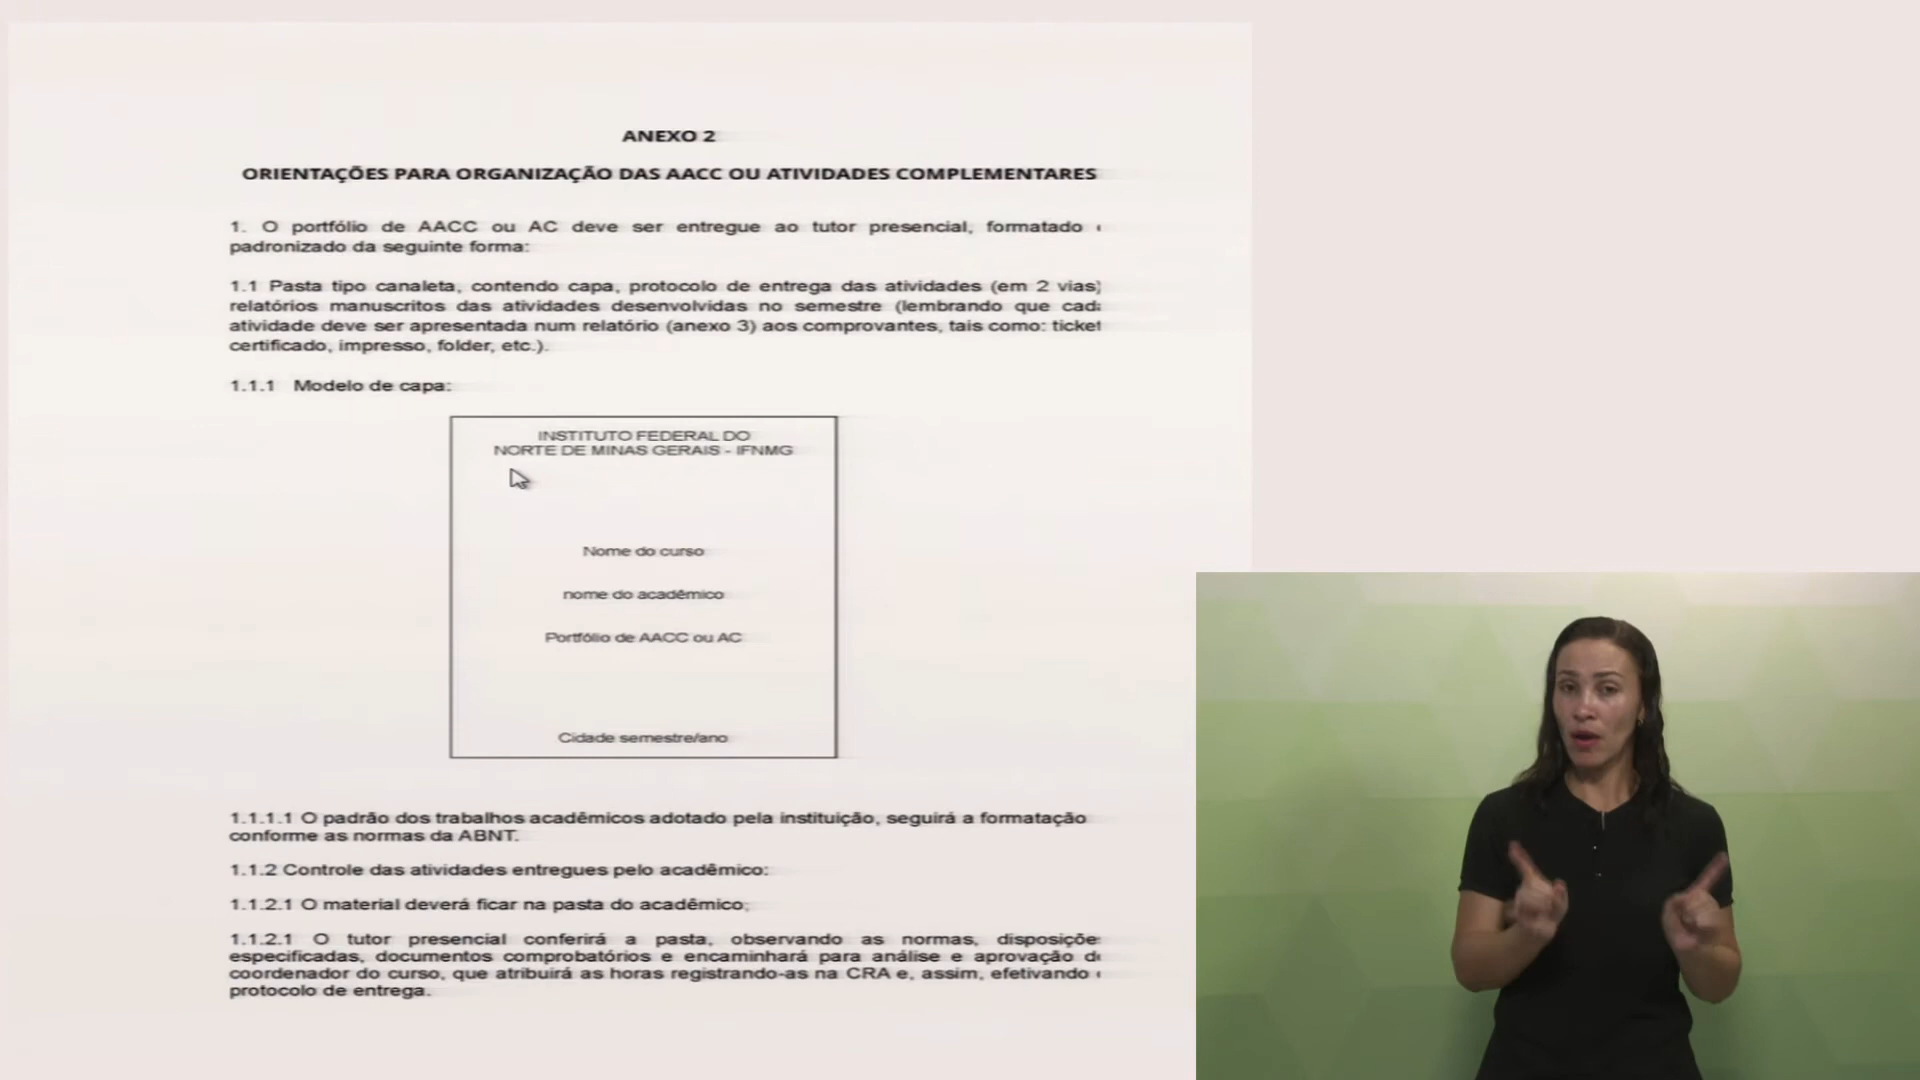 ANEXO 2
ORIENTAÇÕES PARA ORGANIZAÇÃO DAS AACC OU ATIVIDADES COMPLEMENTARES
1. O portfólio de AACC ou AC deve ser entregue ao tutor presencial, formatado
padronizado da seguinte forma:
1.1 Pasta tipo canaleta, contendo capa, protocolo de entrega das atividades (em 2 vias)
relatórios manuscritos das atividades desenvolvidas no semestre (lembrando que
atividade deve ser apresentada num relatório (anexo 3) aos comprovantes, tais como: ticket
certificado, impresso, folder, etc.).
1.1.1 Modelo de capa:
INSTITUTO FEDERAL DO
NORTE DE MINAS GERAIS - IFNMG
Nome do curso
nome do acadêmico
Portfólio de AACC ou AC
Cidade semestre/ano
1.1.1.1 O padrão dos trabalhos acadêmicos adotado pela instituição, seguirá a formatação
conforme as normas da ABNT.
1.1.2 Controle das atividades entregues pelo acadêmico:
1.1.2.1 O material deverá ficar na pasta do acadêmico;
1.1.2.1 O tutor presencial conferirá a pasta, observando as normas,
especificadas, documentos comprobatórios e encaminhará para análise e aprovação
coordenador do curso, que atribuirá as horas registrando-as na CRA e, assim, efetivando
protocolo de entrega.